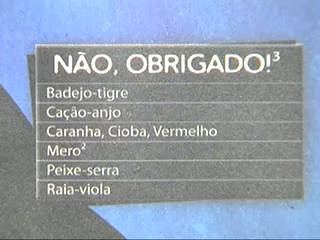 NÃO, OBRIGADO!³
Badejo-tigre
Cação-anjo
Caranha, Cioba, Vermelho
Mero²
Peixe-serra
Raia-viola